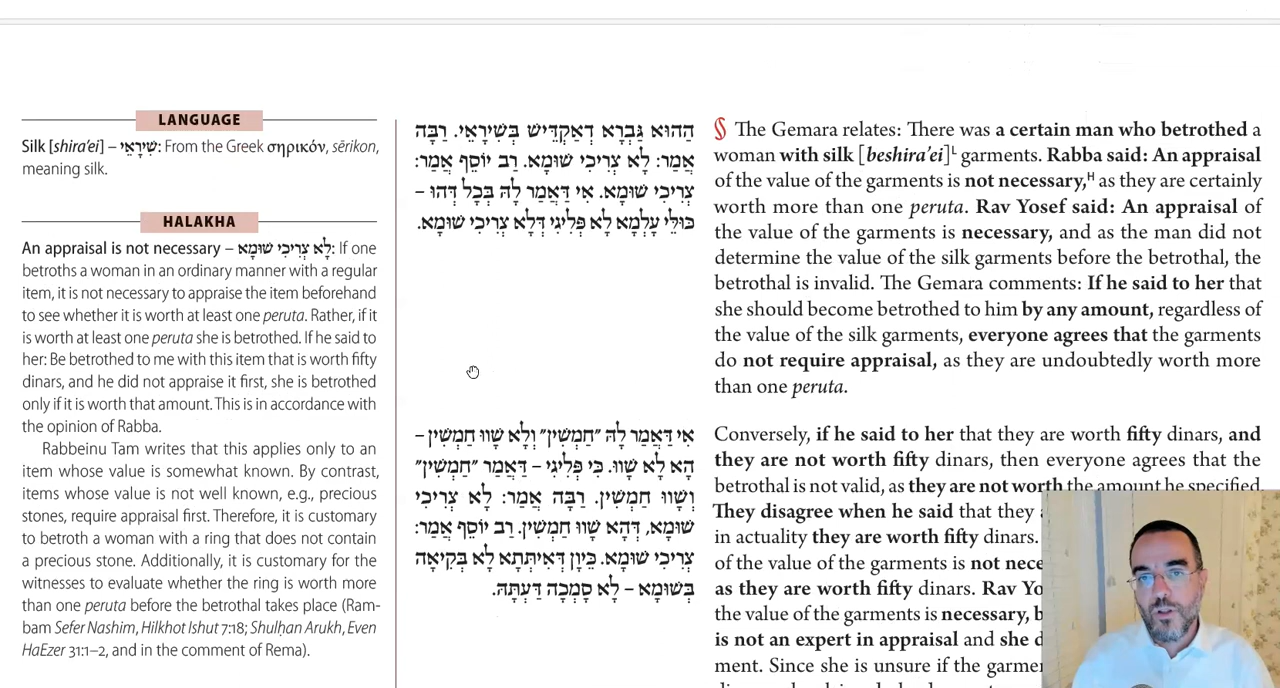 LANGUAGE
Silk [shira'ei] – שִׁירָאֵי: From the Greek σηρικόν, sērikon,
meaning silk.
HALAKHA
An appraisal is not necessary – לָא צְרִיכִי שׁוּמָא: If one
betroths a woman in an ordinary manner with a regular
item, it is not necessary to appraise the item beforehand
to see whether it is worth at least one peruta. Rather, if it
is worth at least one peruta she is betrothed. If he said to
her: Be betrothed to me with this item that is worth fifty
dinars, and he did not appraise it first, she is betrothed
only if it is worth that amount. This is in accordance with
the opinion of Rabba.
Rabbeinu Tam writes that this applies only to an
item whose value is somewhat known. By contrast,
items whose value is not well known, e.g., precious
stones, require appraisal first. Therefore, it is customary
to betroth a woman with a ring that does not contain
a precious stone. Additionally, it is customary for the
witnesses to evaluate whether the ring is worth more
than one peruta before the betrothal takes place (Ram-
bam Sefer Nashim, Hilkhot Ishut 7:18; Shulḥan Arukh, Even
HaEzer 31:1–2, and in the comment of Rema).
הַהוּא גַּבְרָא דְּאַקְדֵּישׁ בְּשִׁירָאֵי. רַבָּה
אָמַר: לָא צְרִיכִי שׁוּמָא. רַב יוֹסֵף אָמַר:
צְרִיכִי שׁוּמָא. אִי דַּאֲמַר לַהּ בְּכׇל דְּהוּ –
כּוּלֵּי עָלְמָא לָא פְּלִיגִי דְּלָא צְרִיכִי שׁוּמָא.
אִי דַּאֲמַר לַהּ "חַמְשִׁין" וְלָא שָׁווּ חַמְשִׁין –
הָא לָא שָׁווּ. כִּי פְּלִיגִי – דַּאֲמַר "חַמְשִׁין"
וְשָׁווּ חַמְשִׁין. רַבָּה אָמַר: לָא צְרִיכִי
שׁוּמָא, דְּהָא שָׁווּ חַמְשִׁין. רַב יוֹסֵף אָמַר:
צְרִיכִי שׁוּמָא. כֵּיוָן דְּאִיתְּתָא לָא בְּקִיאָה
בְּשׁוּמָא – לָא סָמְכָה דַּעְתָּהּ.
§ The Gemara relates: There was a certain man who betrothed a
woman with silk [beshira'ei]ᴸ garments. Rabba said: An appraisal
of the value of the garments is not necessary,ᴴ as they are certainly
worth more than one peruta. Rav Yosef said: An appraisal of
the value of the garments is necessary, and as the man did not
determine the value of the silk garments before the betrothal, the
betrothal is invalid. The Gemara comments: If he said to her that
she should become betrothed to him by any amount, regardless of
the value of the silk garments, everyone agrees that the garments
do not require appraisal, as they are undoubtedly worth more
than one peruta.
Conversely, if he said to her that they are worth fifty dinars, and
they are not worth fifty dinars, then everyone agrees that the
betrothal is not valid, as they are not worth the amount he specified.
They disagree when he said that they
in actuality they are worth fifty dinars.
of the value of the garments is not nece
as they are worth fifty dinars. Rav Yo
the value of the garments is necessary, b
is not an expert in appraisal and she d
ment. Since she is unsure if the garme